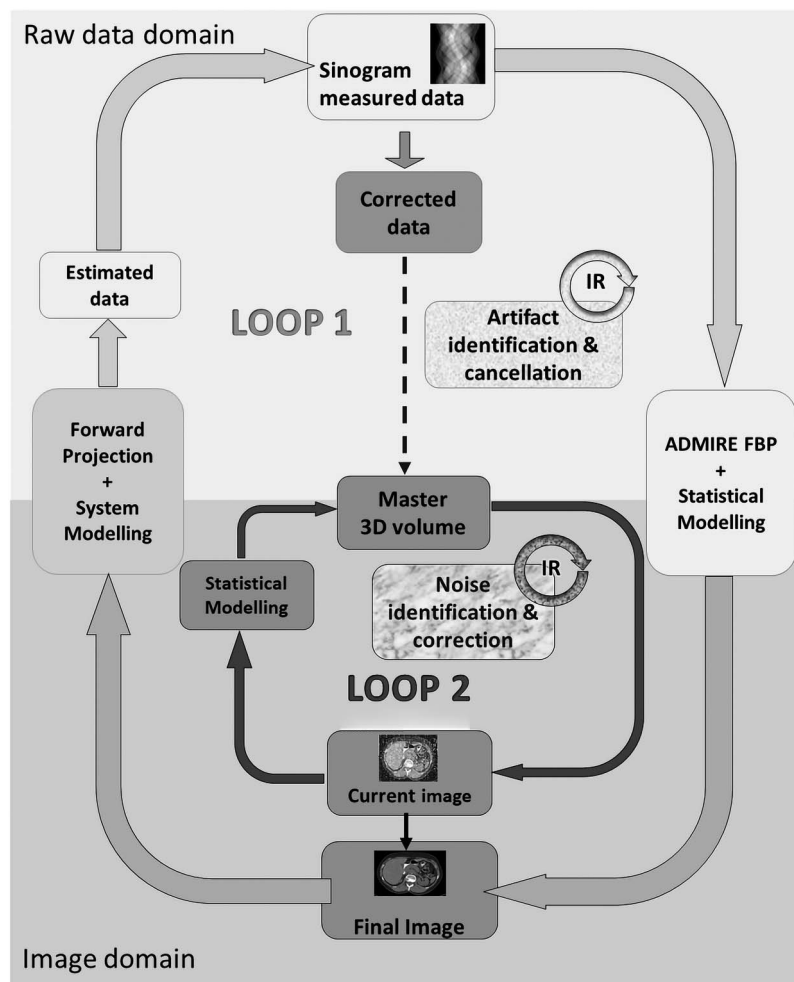 Raw data domain
Sinogram
measured data
Corrected
data
Estimated
data
IR
LOOP 1
Artifact
identification &
cancellation
Forward
Projection
+
System
Modelling
ADMIRE FBP
+
Statistical
Modelling
Master
3D volume
Statistical
Modelling
IR
Noise
identification &
correction
LOOP 2
Current image
Final Image
Image domain